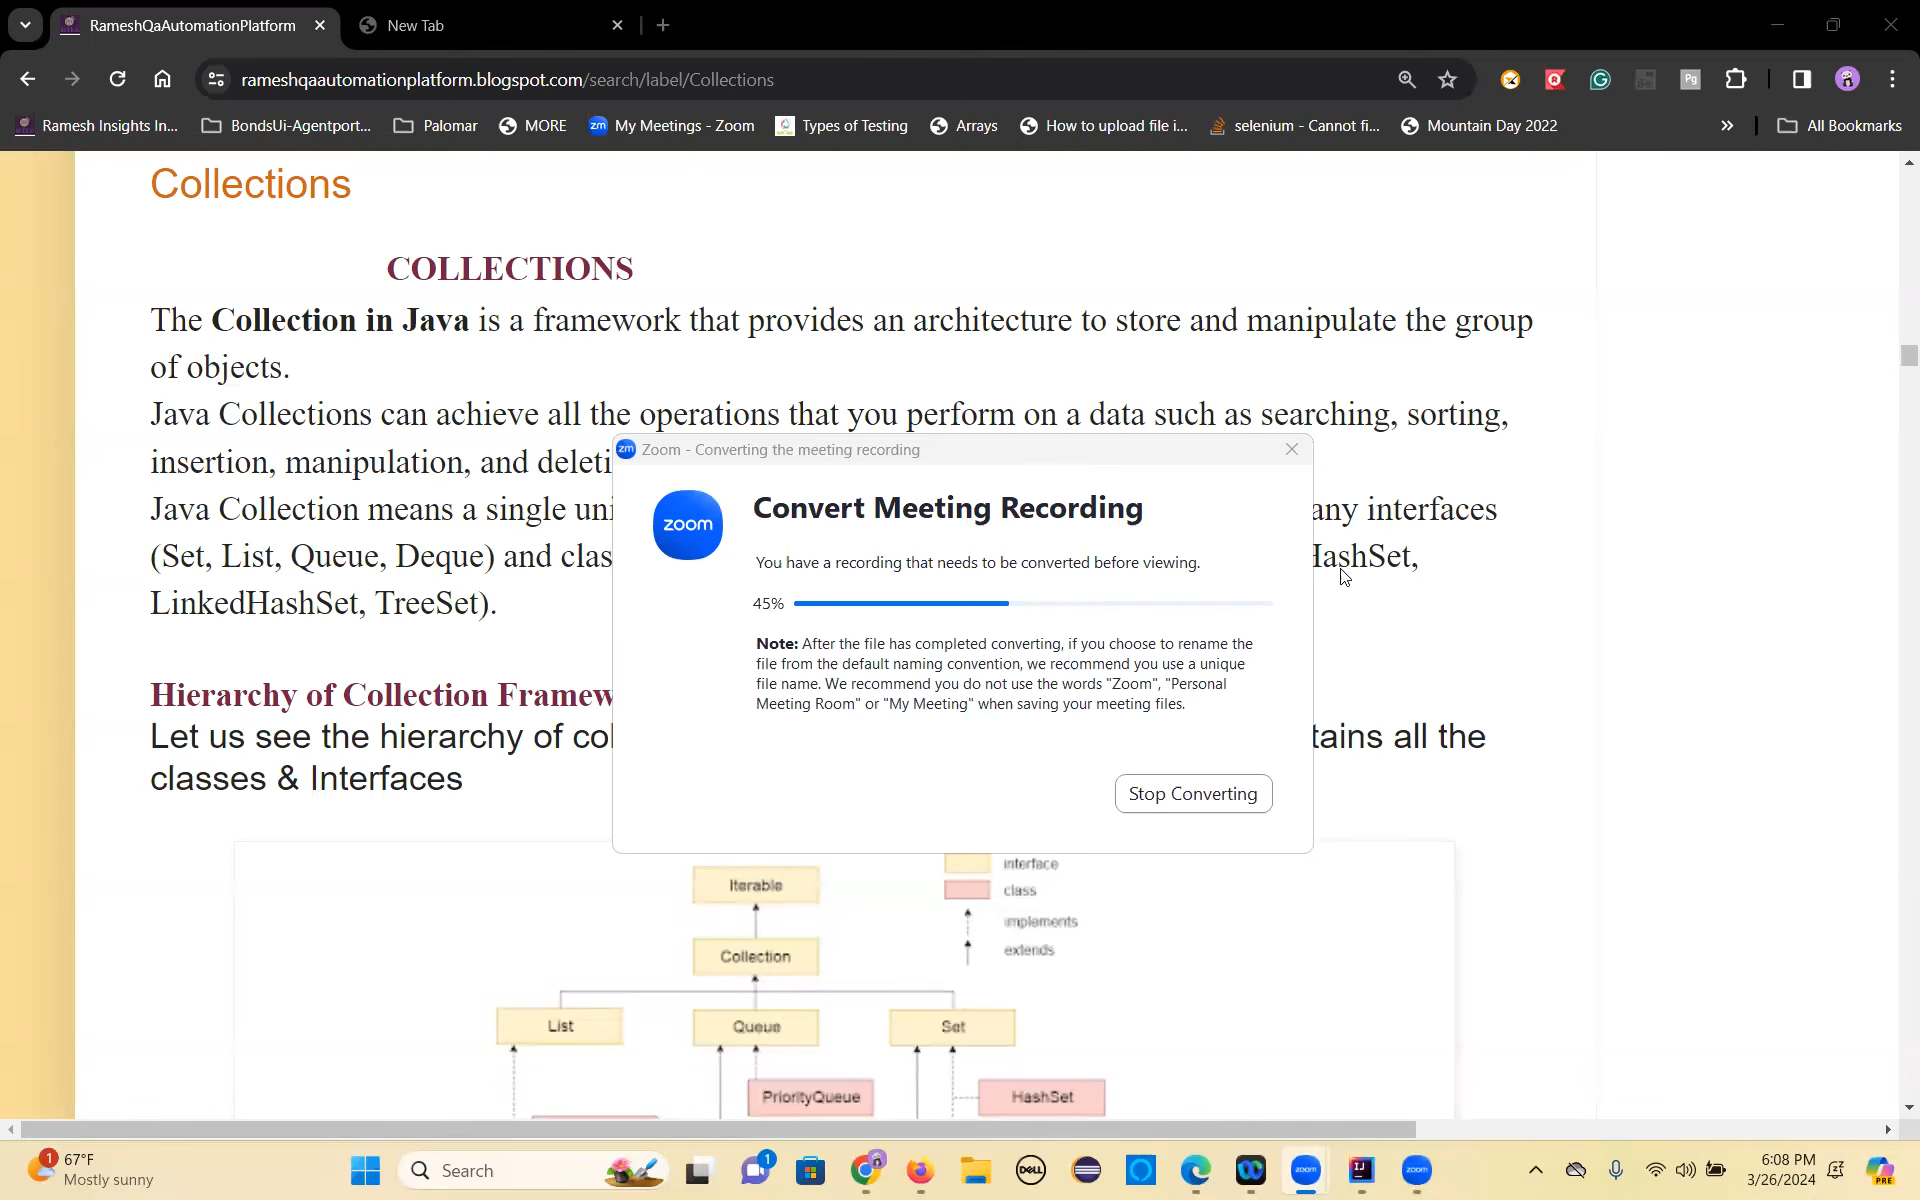 RameshQaAutomationPlatform
New Tab
rameshqaautomationplatform.blogspot.com/search/label/Collections
Pg
Ramesh Insights In...
BondsUi-Agentport...
Palomar
MORE
zm
My Meetings - Zoom
Types of Testing
Arrays
How to upload file i...
selenium - Cannot fi...
Mountain Day 2022
All Bookmarks
Collections
COLLECTIONS
The Collection in Java is a framework that provides an architecture to store and manipulate the group
of objects.
Java Collections can achieve all the operations that you perform on a data such as searching, sorting,
insertion, manipulation, and deleti
Java Collection means a single uni
any interfaces
(Set, List, Queue, Deque) and clas
HashSet,
LinkedHashSet, TreeSet).
Hierarchy of Collection Framew
Let us see the hierarchy of col
tains all the
classes & Interfaces
zm
Zoom - Converting the meeting recording
zoom
Convert Meeting Recording
You have a recording that needs to be converted before viewing.
45%
Note: After the file has completed converting, if you choose to rename the
file from the default naming convention, we recommend you use a unique
file name. We recommend you do not use the words "Zoom", "Personal
Meeting Room" or "My Meeting" when saving your meeting files.
Stop Converting
interface
class
implements
extends
Iterable
Collection
List
Queue
Set
PriorityQueue
HashSet
1
67°F
Mostly sunny
Search
1
DELL
zoom
IJ
zoom
6:08 PM
3/26/2024
PRE